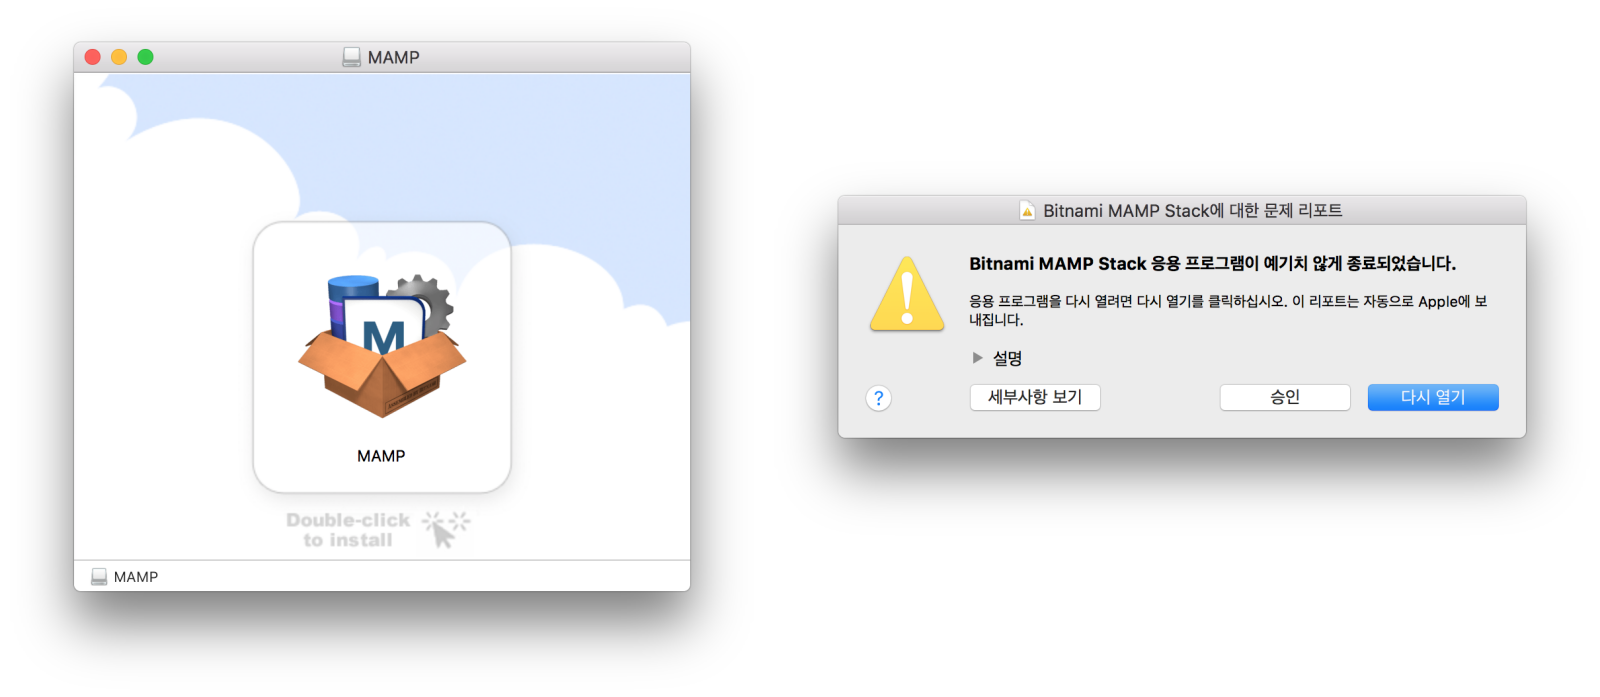 MAMP
M
MAMP
Double-click
to install
MAMP
Bitnami MAMP Stack에 대한 문제 리포트
Bitnami MAMP Stack 응용 프로그램이 예기치 않게 종료되었습니다.
응용 프로그램을 다시 열려면 다시 열기를 클릭하십시오. 이 리포트는 자동으로 Apple에 보
내집니다.
설명
? 세부사항 보기 승인 다시 열기